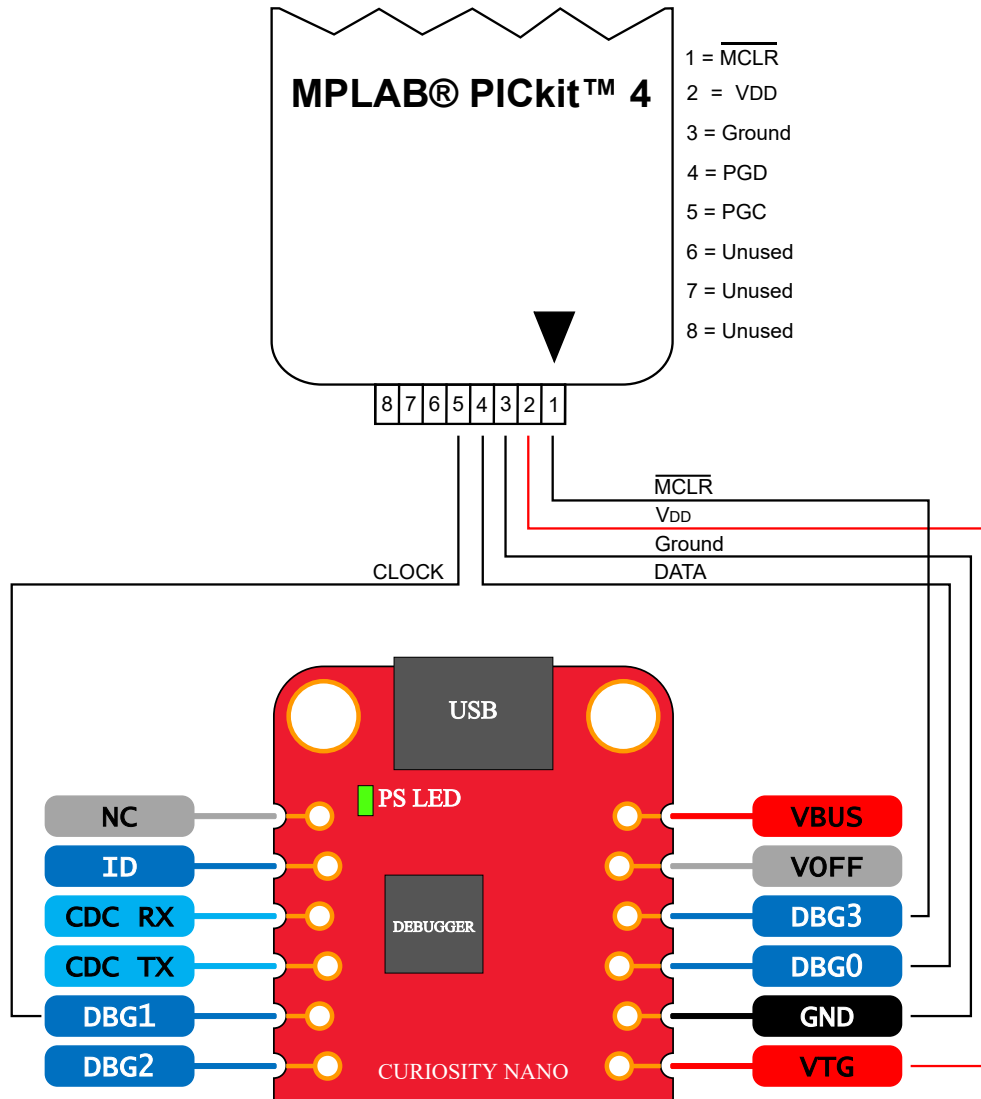 MPLAB® PICkit™ 4
1 = MCLR
2 = VDD
3 = Ground
4 = PGD
5 = PGC
6 = Unused
7 = Unused
8 = Unused
8 7 6 5 4 3 2 1
MCLR
VDD
Ground
CLOCK
DATA
USB
PS LED
DEBUGGER
CURIOSITY NANO
NC
ID
CDC RX
CDC TX
DBG1
DBG2
VBUS
VOFF
DBG3
DBG0
GND
VTG